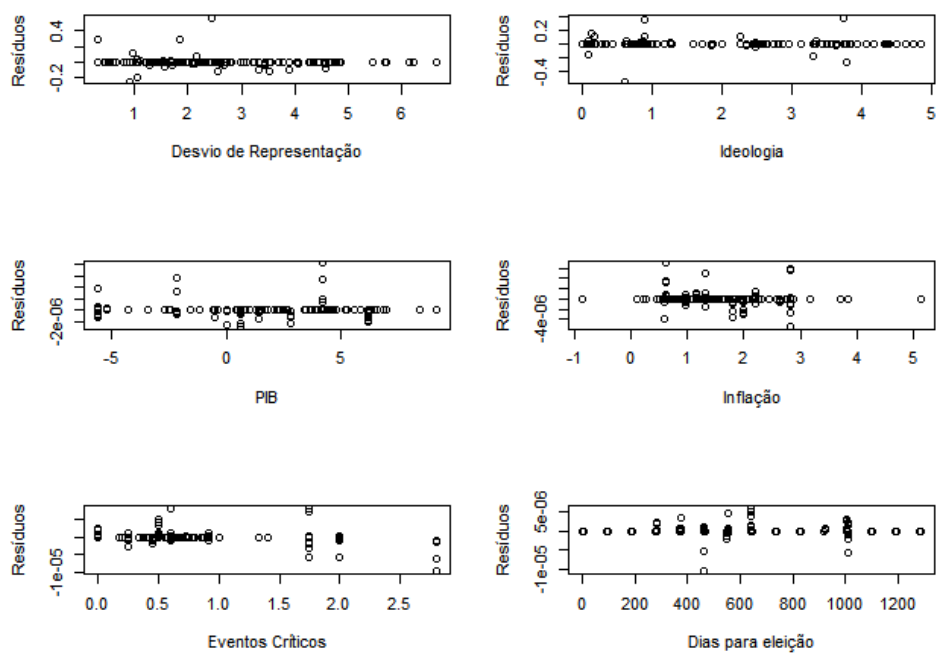 Resíduos
-0.2 0.4
1 2 3 4 5 6
Desvio de Representação
Resíduos
-0.4 0.2
0 1 2 3 4 5
Ideologia
Resíduos
-2e-06
-5 0 5
PIB
Resíduos
-4e-06
-1 0 1 2 3 4 5
Inflação
Resíduos
-1e-05
0.0 0.5 1.0 1.5 2.0 2.5
Eventos Críticos
Resíduos
-1e-05 5e-06
0 200 400 600 800 1000 1200
Dias para eleição